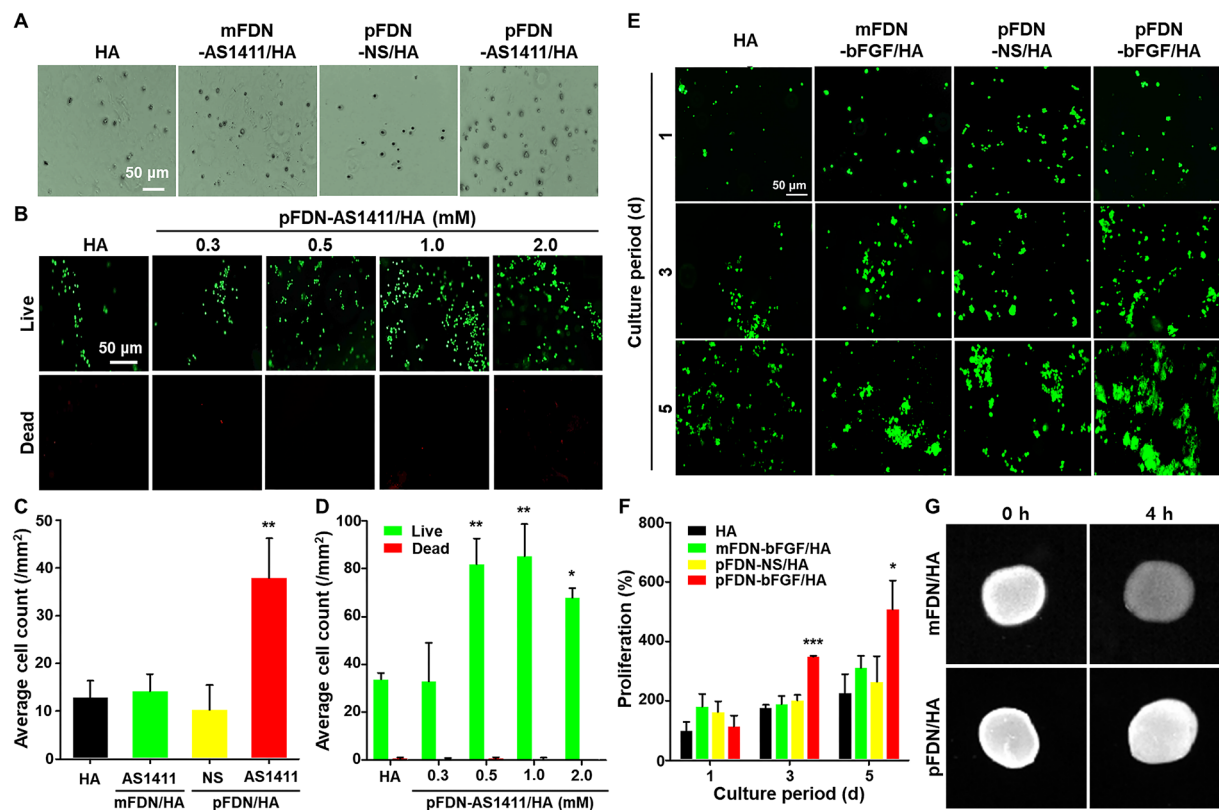 A
HA
mFDN
-AS1411/HA
pFDN
-NS/HA
pFDN
-AS1411/HA
50 µm
B
pFDN-AS1411/HA (mM)
HA
0.3
0.5
1.0
2.0
Live
50 µm
Dead
C
Average cell count (/mm²)
50
40
30
20
10
0
**
HA
AS1411
NS
AS1411
mFDN/HA
pFDN/HA
D
Average cell count (/mm²)
100
80
60
40
20
0
Live
Dead
**
**
*
HA
0.3
0.5
1.0
2.0
pFDN-AS1411/HA (mM)
E
HA
mFDN
-bFGF/HA
pFDN
-NS/HA
pFDN
-bFGF/HA
Culture period (d)
1
50 µm
3
5
F
Proliferation (%)
800
600
400
200
0
HA
mFDN-bFGF/HA
pFDN-NS/HA
pFDN-bFGF/HA
***
*
1
3
5
Culture period (d)
G
0 h
4 h
mFDN/HA
pFDN/HA